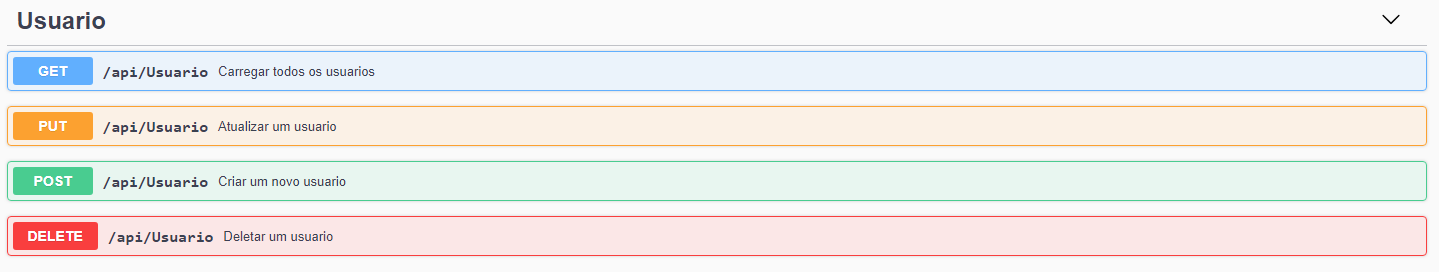 Usuario
GET /api/Usuario Carregar todos os usuarios
PUT /api/Usuario Atualizar um usuario
POST /api/Usuario Criar um novo usuario
DELETE /api/Usuario Deletar um usuario